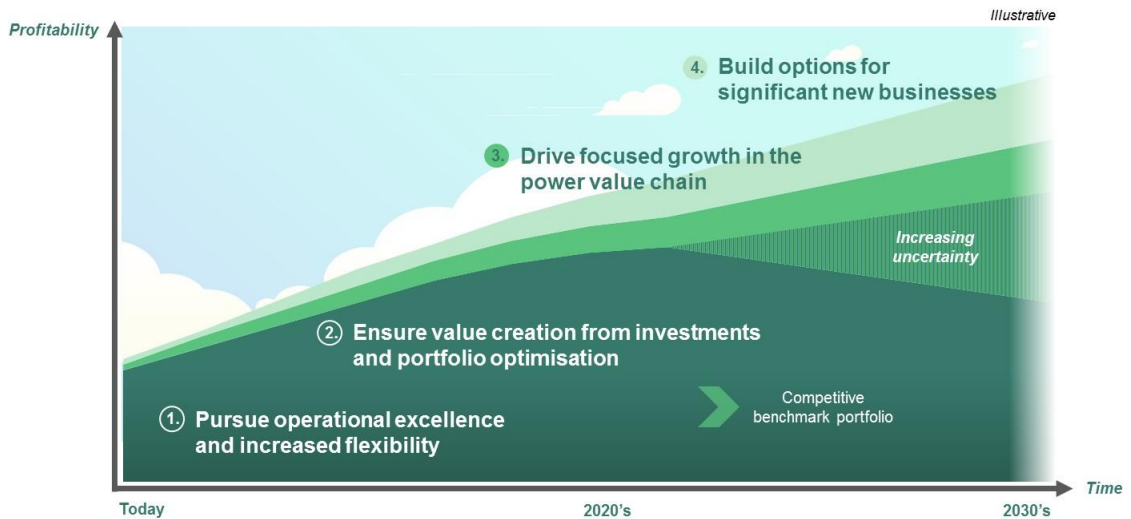 Illustrative
Profitability
4. Build options for
significant new businesses
3. Drive focused growth in the
power value chain
Increasing
uncertainty
2. Ensure value creation from investments
and portfolio optimisation
Competitive
benchmark portfolio
1. Pursue operational excellence
and increased flexibility
Time
Today
2020's
2030's